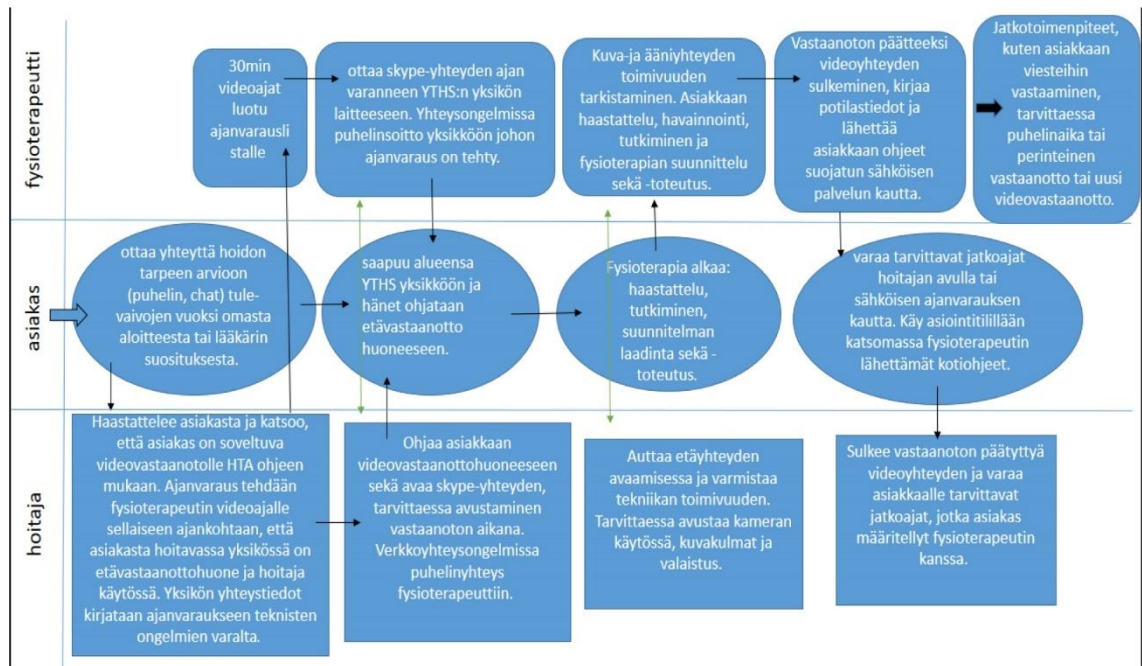 fysioterapeutti
30min
videoajat
luotu
ajanvarausli
stalle
ottaa skype-yhteyden ajan
varanneen YTHS:n yksikön
laitteeseen. Yhteysongelmissa
puhelinsoitto yksikköön johon
ajanvaraus on tehty.
Kuva-ja ääniyhteyden
toimivuuden
tarkistaminen. Asiakkaan
haastattelu, havainnointi,
tutkiminen ja
fysioterapian suunnittelu
sekä -toteutus.
Vastaanoton päätteeksi
videoyhteyden
sulkeminen, kirjaa
potilastiedot ja
lähettää
asiakkaan ohjeet
suojatun sähköisen
palvelun kautta.
Jatkotoimenpiteet,
kuten asiakkaan
viesteihin
vastaaminen,
tarvittaessa
puhelinaika tai
perinteinen
vastaanotto tai uusi
videovastaanotto.
asiakas
ottaa yhteyttä hoidon
tarpeen arvioon
(puhelin, chat) tule-
vaivojen vuoksi omasta
aloitteesta tai lääkärin
suosituksesta.
saapuu alueensa
YTHS yksikköön ja
hänet ohjataan
etävastaanotto
huoneeseen.
Fysioterapia alkaa:
haastattelu,
tutkiminen,
suunnitelman
laadinta sekä -
toteutus.
varaa tarvittavat jatkoajat
hoitajan avulla tai
sähköisen ajanvarauksen
kautta. Käy asiointitilillään
katsomassa fysioterapeutin
lähettämät kotiohjeet.
hoitaja
Haastattelee asiakasta ja katsoo,
että asiakas on soveltuva
videovastaanotolle HTA ohjeen
mukaan. Ajanvaraus tehdään
fysioterapeutin videoajalle
sellaiseen ajankohtaan, että
asiakasta hoitavassa yksikössä on
etävastaanottohuone ja hoitaja
käytössä. Yksikön yhteystiedot
kirjataan ajanvaraukseen teknisten
ongelmien varalta.
Ohjaa asiakkaan
videovastaanottohuoneeseen
sekä avaa skype-yhteyden,
tarvittaessa avustaminen
vastaanoton aikana.
Verkkoyhteysongelmissa
puhelinyhteys
fysioterapeuttiin.
Auttaa etäyhteyden
avaamisessa ja varmistaa
tekniikan toimivuuden.
Tarvittaessa avustaa kameran
käytössä, kuvakulmat ja
valaistus.
Sulkee vastaanoton päätyttyä
videoyhteyden ja varaa
asiakkaalle tarvittavat
jatkoajat, jotka asiakas
määritellyt fysioterapeutin
kanssa.